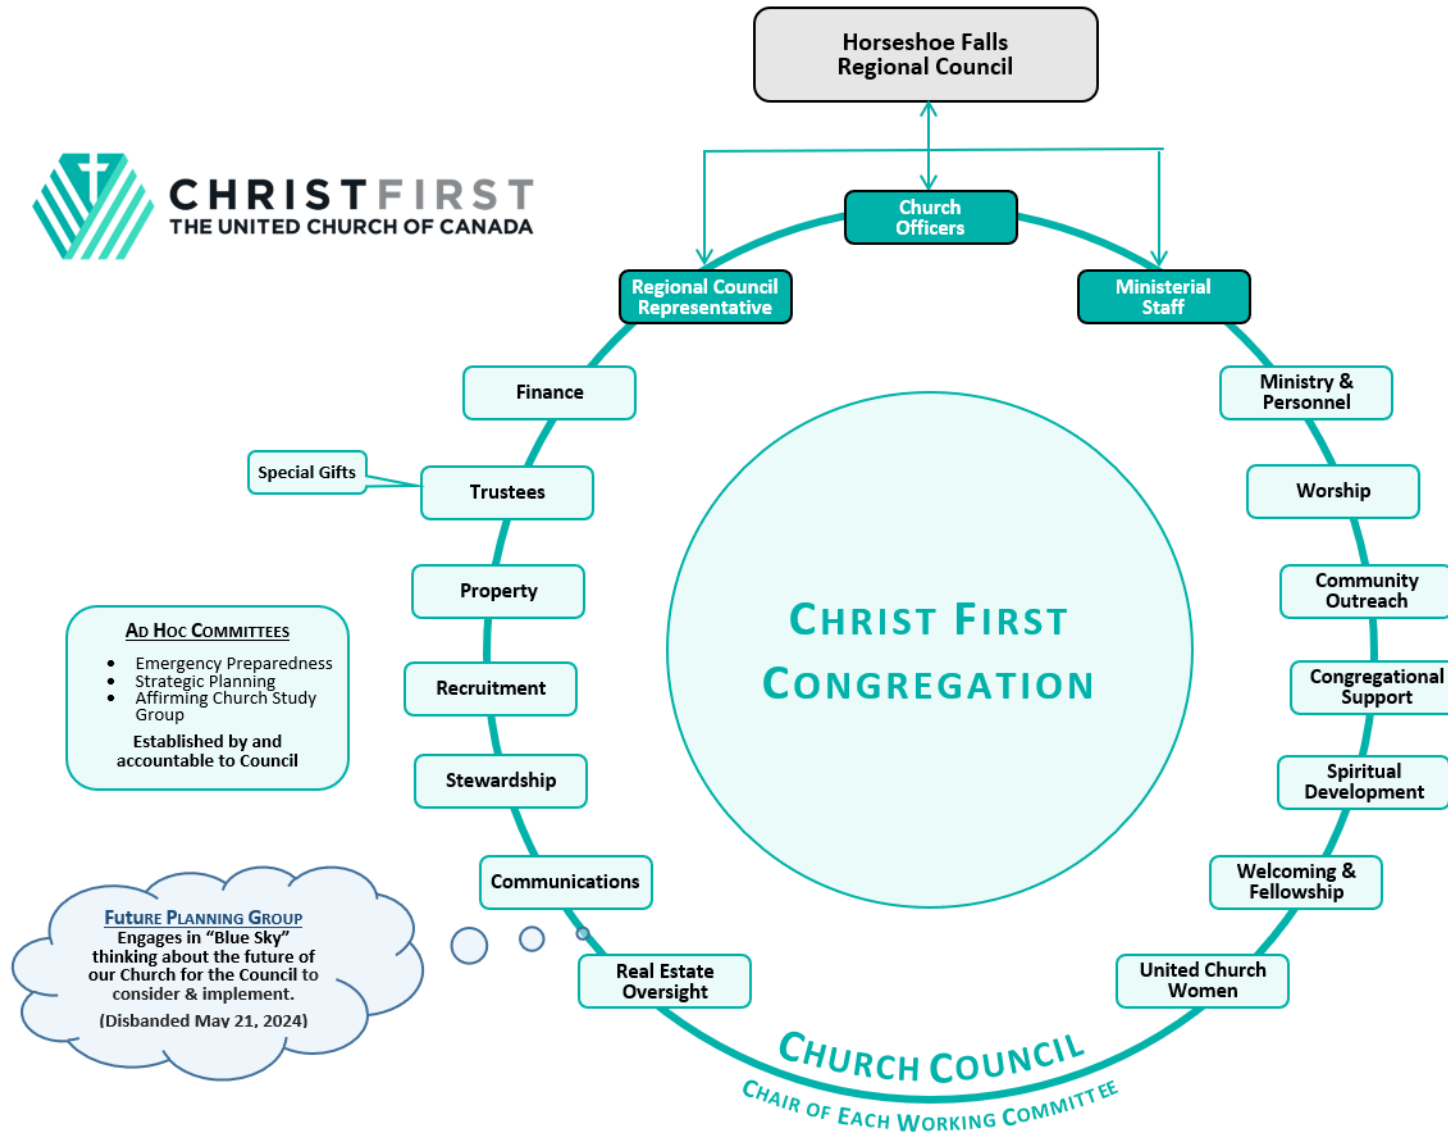 Horseshoe Falls
Regional Council
CHRISTFIRST
THE UNITED CHURCH OF CANADA
Church
Officers
Regional Council
Representative
Ministerial
Staff
Finance
Ministry &
Personnel
Special Gifts
Trustees
Worship
Property
Community
Outreach
CHRIST FIRST
CONGREGATION
AD HOC COMMITTEES
• Emergency Preparedness
• Strategic Planning
• Affirming Church Study
Group
Established by and
accountable to Council
Recruitment
Congregational
Support
Stewardship
Spiritual
Development
Communications
Welcoming &
Fellowship
FUTURE PLANNING GROUP
Engages in “Blue Sky”
thinking about the future of
our Church for the Council to
consider & implement.
(Disbanded May 21, 2024)
Real Estate
Oversight
United Church
Women
CHURCH COUNCIL
CHAIR OF EACH WORKING COMMITTEE